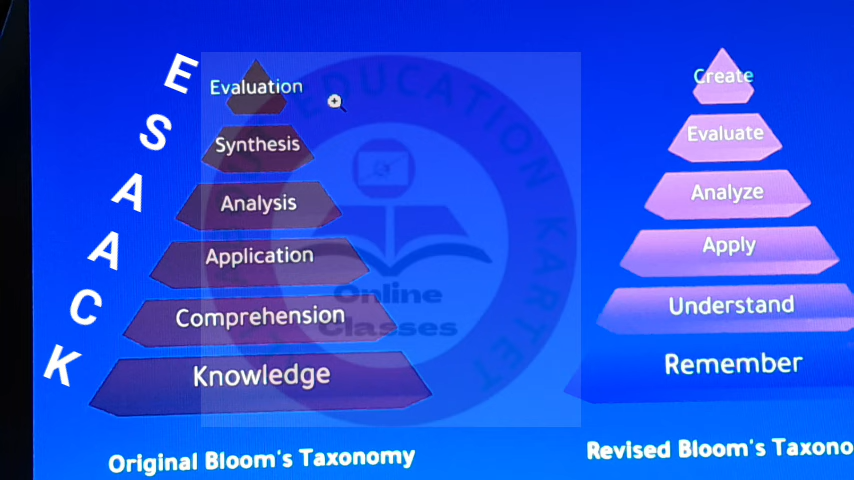 E
S
A
A
C
K
Evaluation
Synthesis
Analysis
Application
Comprehension
Knowledge
Original Bloom's Taxonomy
Create
Evaluate
Analyze
Apply
Understand
Remember
Revised Bloom's Taxono
EDUCATION KARTET
Online
Classes